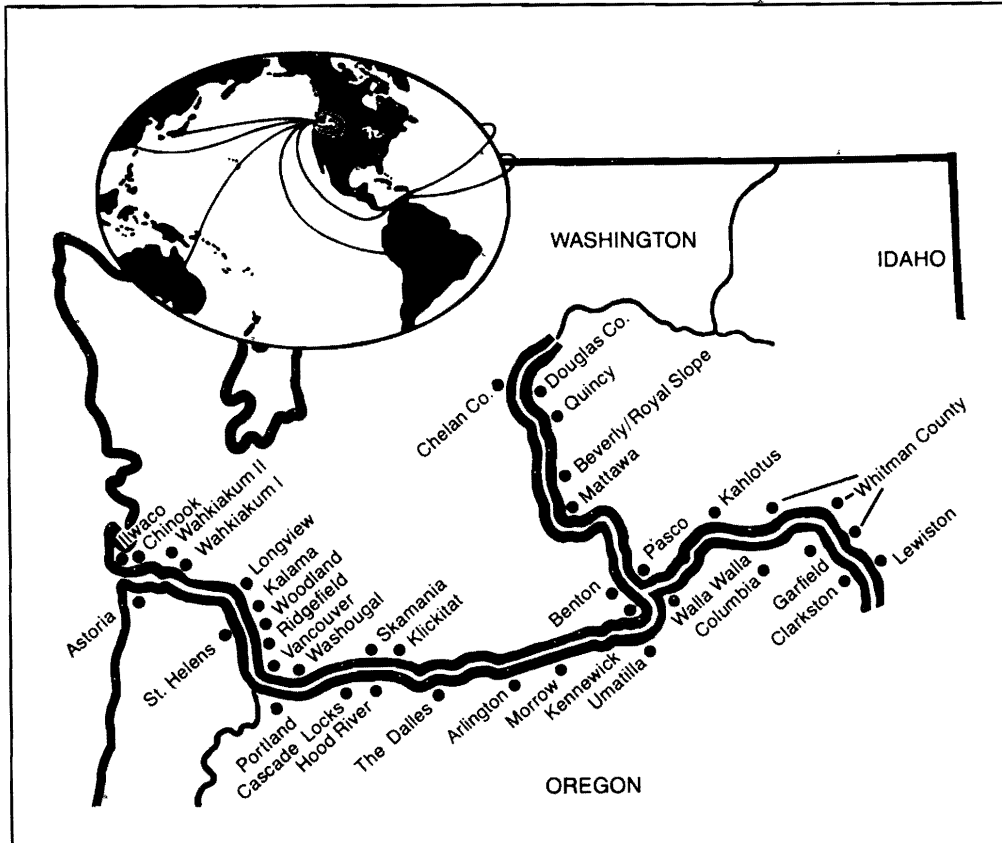 WASHINGTON
IDAHO
Chelan Co.
Douglas Co.
Quincy
Beverly/Royal Slope
Mattawa
Kahlotus
Whitman County
Pasco
Lewiston
Ilwaco
Chinook
Wahkiakum II
Wahkiakum I
Longview
Kalama
Woodland
Ridgefield
Vancouver
Washougal
Skamania
Klickitat
Benton
Walla Walla
Columbia
Garfield
Clarkston
Astoria
St. Helens
Portland
Cascade Locks
Hood River
The Dalles
Arlington
Morrow
Kennewick
Umatilla
OREGON